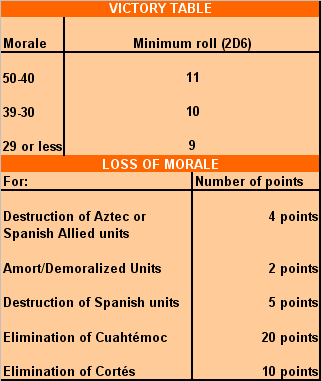 VICTORY TABLE
Morale Minimum roll (2D6)
50-40 11
39-30 10
29 or less 9
LOSS OF MORALE
For: Number of points
Destruction of Aztec or
Spanish Allied units 4 points
Amort/Demoralized Units 2 points
Destruction of Spanish units 5 points
Elimination of Cuahtémoc 20 points
Elimination of Cortés 10 points